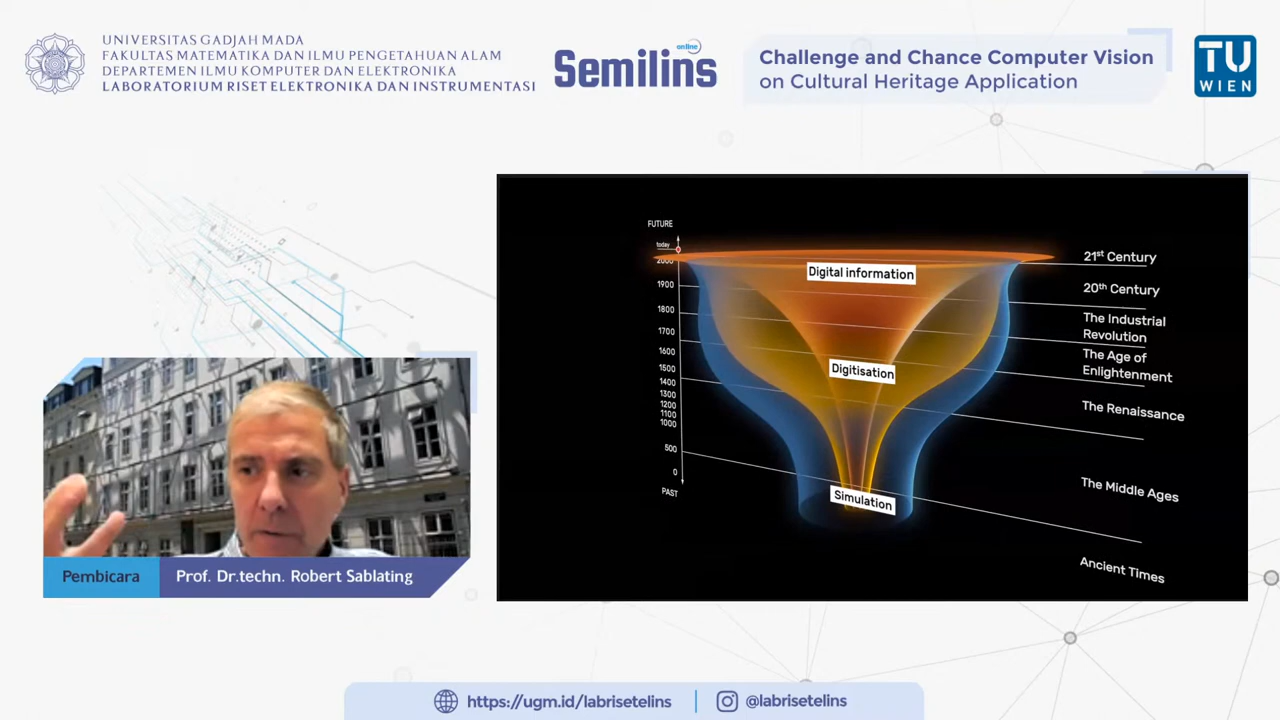 UNIVERSITAS GADJAH MADA
FAKULTAS MATEMATIKA DAN ILMU PENGETAHUAN ALAM
DEPARTEMEN ILMU KOMPUTER DAN ELEKTRONIKA
LABORATORIUM RISET ELEKTRONIKA DAN INSTRUMENTASI
online
Semilins
Challenge and Chance Computer Vision
on Cultural Heritage Application
TU
WIEN
FUTURE
today
2000
1900
1800
1700
1600
1500
1400
1300
1200
1100
1000
500
0
PAST
Digital information
Digitisation
Simulation
21st Century
20th Century
The Industrial
Revolution
The Age of
Enlightenment
The Renaissance
The Middle Ages
Ancient Times
Pembicara
Prof. Dr.techn. Robert Sablating
https://ugm.id/labrisetelins
@labrisetelins